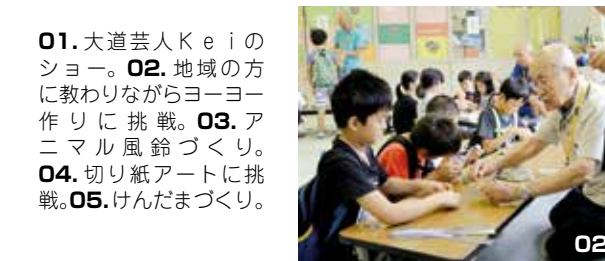 01.大道芸人Ｋｅｉの
ショー。02.地域の方
に教わりながらヨーヨー
作りに挑戦。03.ア
ニマル風鈴づくり。
04.切り紙アートに挑
戦。05.けんだまづくり。
02